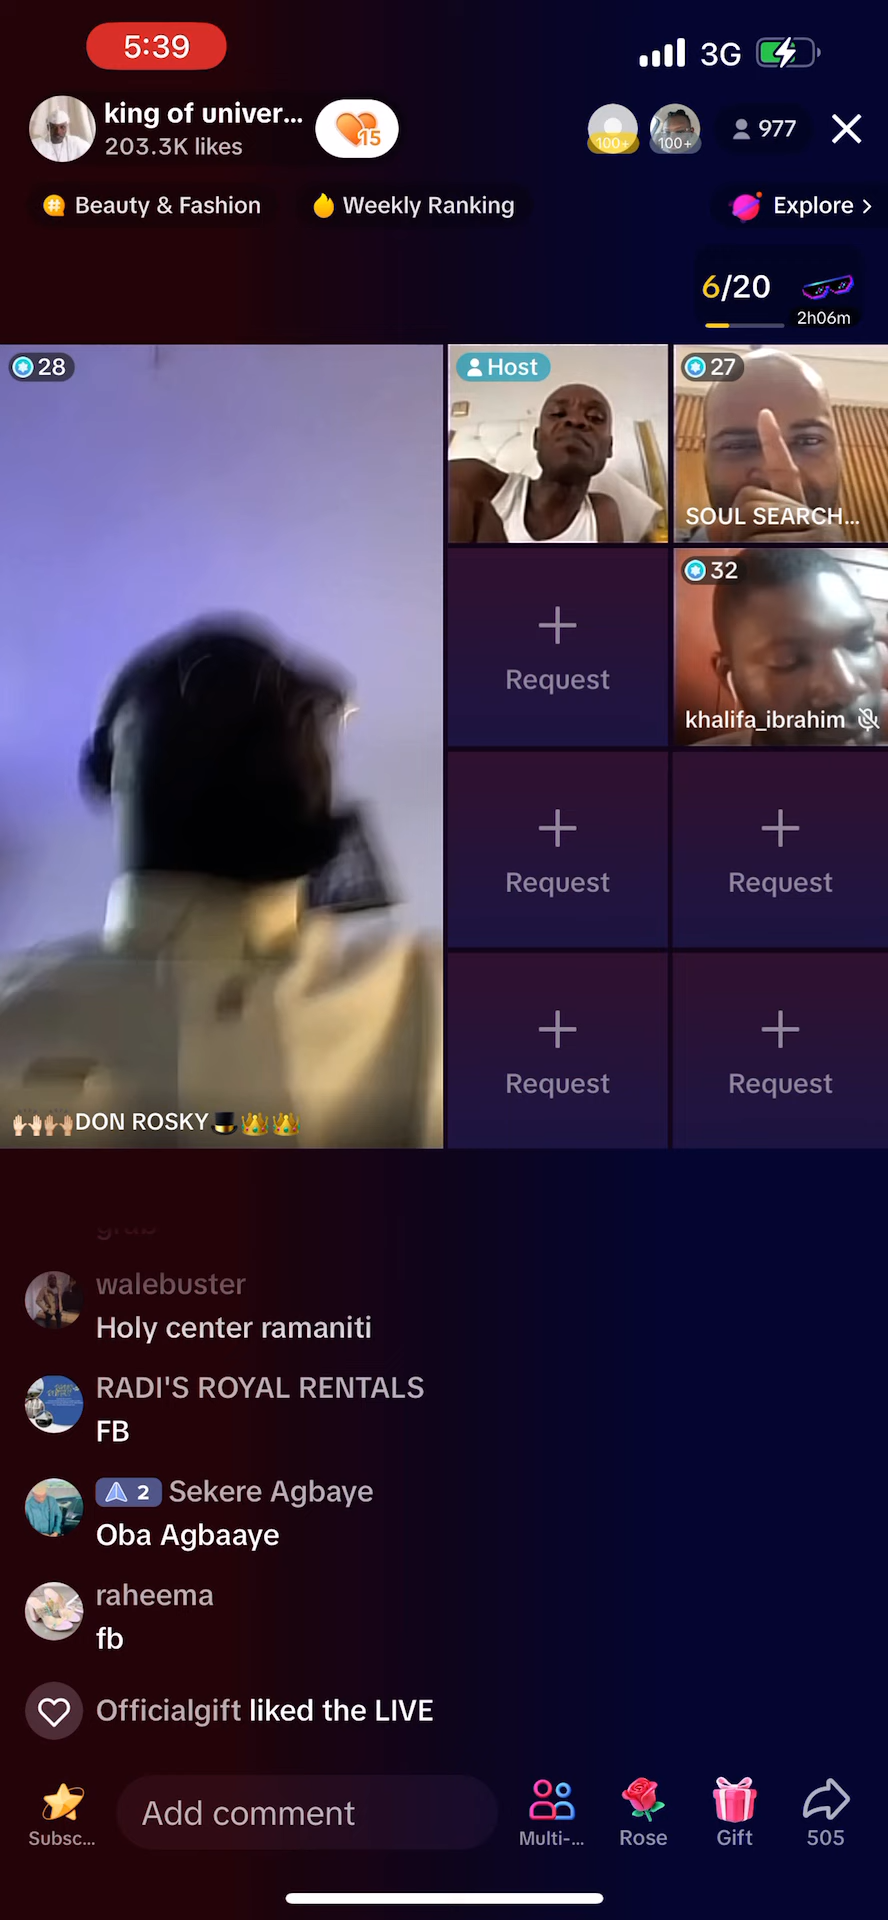 5:39
3G
king of univer...
203.3K likes
15
100+
100+
977
Beauty & Fashion
Weekly Ranking
Explore >
6/20
2h06m
28
Host
27
SOUL SEARCH...
Request
32
khalifa_ibrahim
Request
Request
Request
Request
🙌🏻🙌🏽DON ROSKY🎩👑👑
walebuster
Holy center ramaniti
RADI'S ROYAL RENTALS
FB
2 Sekere Agbaye
Oba Agbaaye
raheema
fb
Officialgift liked the LIVE
Subsc...
Add comment
Multi-...
Rose
Gift
505